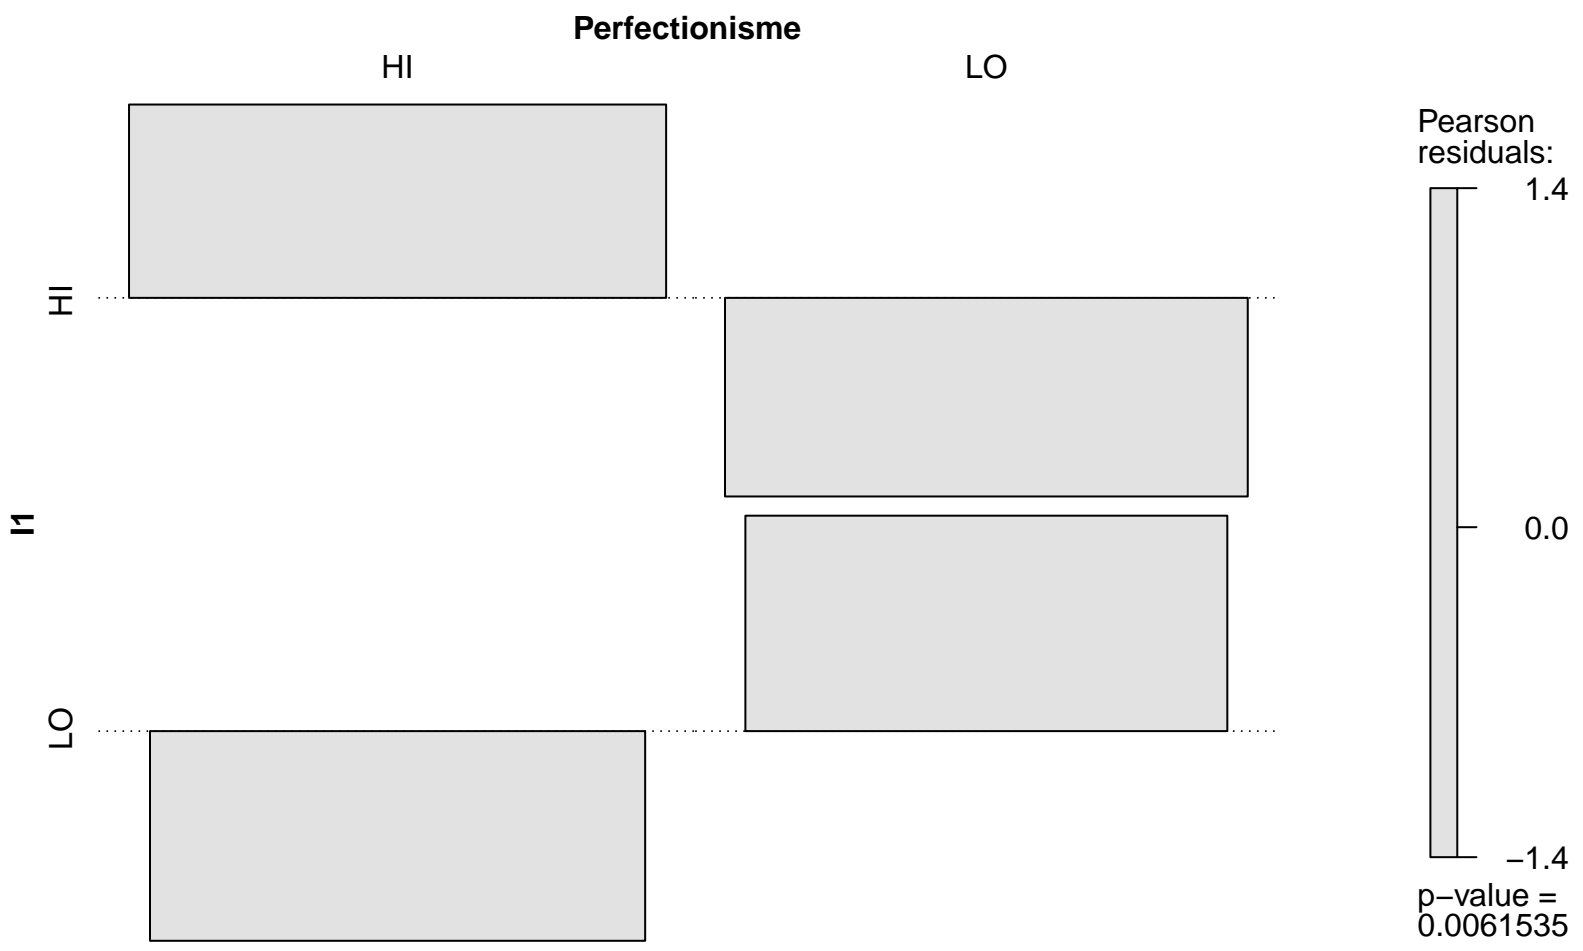 Perfectionisme
HI
LO
HI
I1
LO
Pearson
residuals:
1.4
0.0
−1.4
p−value =
0.0061535